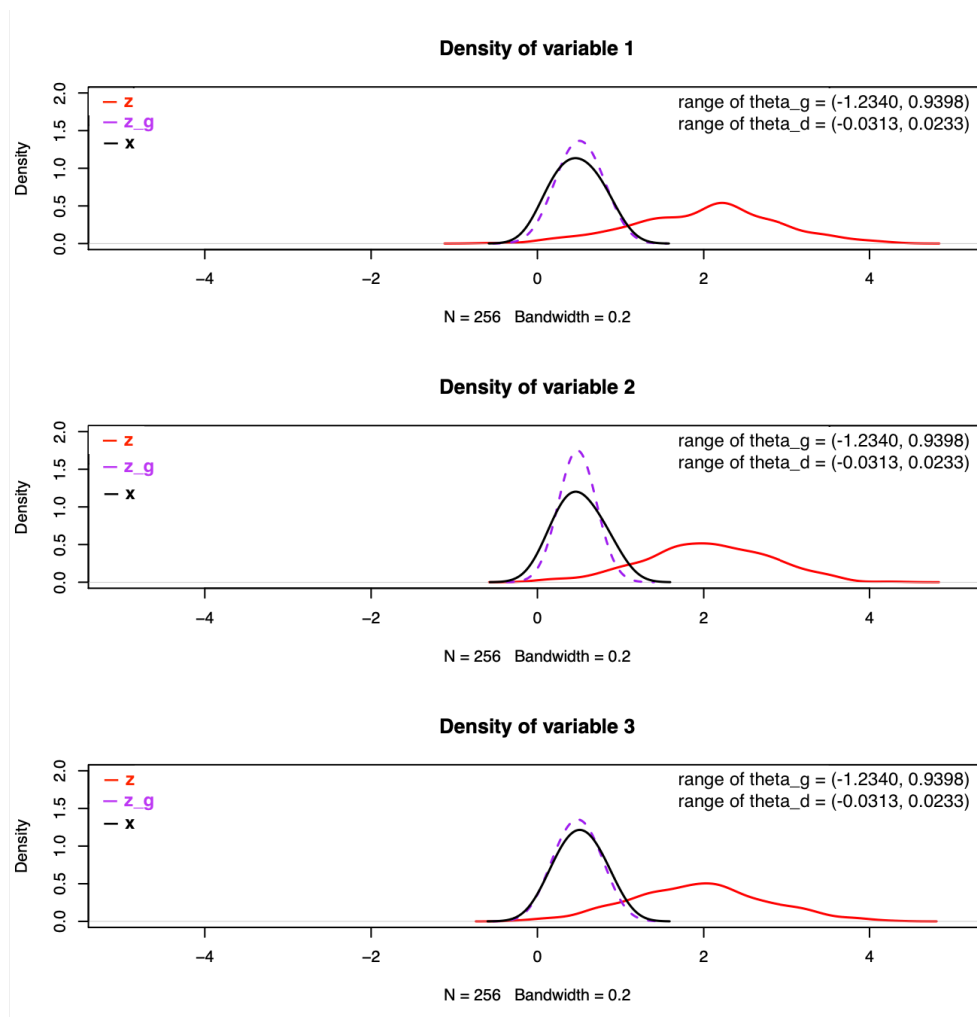 Density of variable 1
2.0
1.5
1.0
0.5
0.0
Density
z
z_g
x
range of theta_g = (-1.2340, 0.9398)
range of theta_d = (-0.0313, 0.0233)
−4 −2 0 2 4
N = 256 Bandwidth = 0.2
Density of variable 2
2.0
1.5
1.0
0.5
0.0
Density
z
z_g
x
range of theta_g = (-1.2340, 0.9398)
range of theta_d = (-0.0313, 0.0233)
−4 −2 0 2 4
N = 256 Bandwidth = 0.2
Density of variable 3
2.0
1.5
1.0
0.5
0.0
Density
z
z_g
x
range of theta_g = (-1.2340, 0.9398)
range of theta_d = (-0.0313, 0.0233)
−4 −2 0 2 4
N = 256 Bandwidth = 0.2